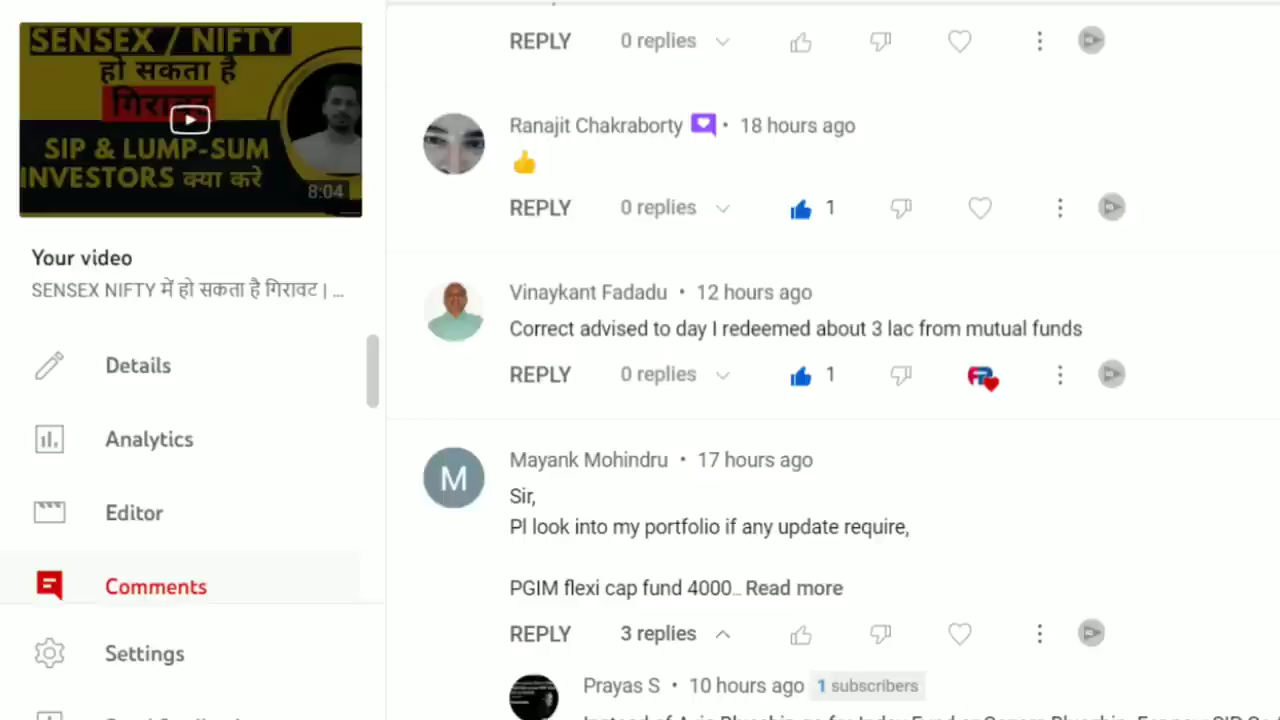 SENSEX / NIFTY
हो सकता है
गिरावट
SIP & LUMP-SUM
INVESTORS क्या करे
8:04
Your video
SENSEX NIFTY में हो सकता है गिरावट | ...
Details
Analytics
Editor
Comments
Settings
REPLY 0 replies
Ranajit Chakraborty • 18 hours ago
👍
REPLY 0 replies 1
Vinaykant Fadadu • 12 hours ago
Correct advised to day I redeemed about 3 lac from mutual funds
REPLY 0 replies 1
M
Mayank Mohindru • 17 hours ago
Sir,
Pl look into my portfolio if any update require,
PGIM flexi cap fund 4000... Read more
REPLY 3 replies
Prayas S • 10 hours ago 1 subscribers